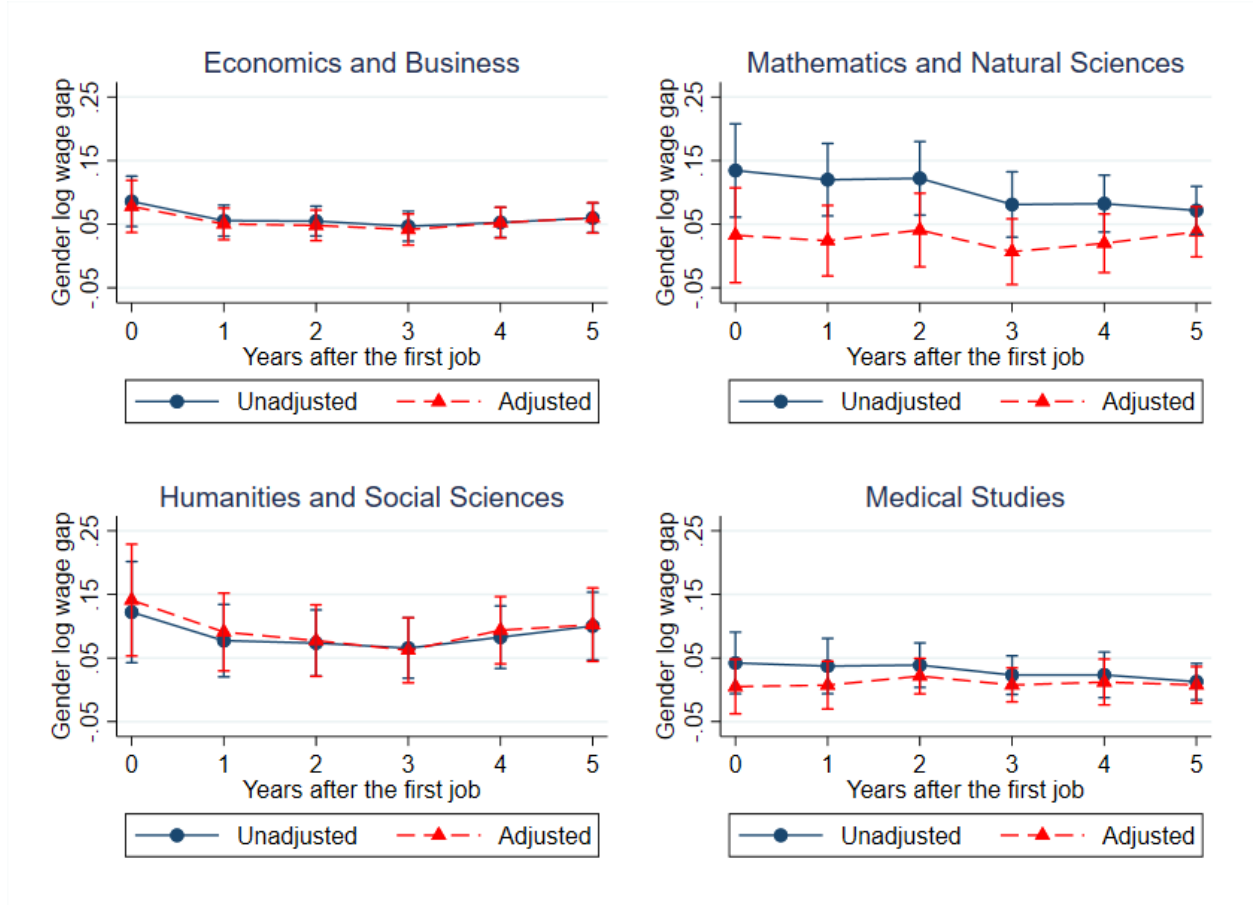 Economics and Business
Gender log wage gap
.25
.15
.05
-.05
0 1 2 3 4 5
Years after the first job
Unadjusted Adjusted
Mathematics and Natural Sciences
Gender log wage gap
.25
.15
.05
-.05
0 1 2 3 4 5
Years after the first job
Unadjusted Adjusted
Humanities and Social Sciences
Gender log wage gap
.25
.15
.05
-.05
0 1 2 3 4 5
Years after the first job
Unadjusted Adjusted
Medical Studies
Gender log wage gap
.25
.15
.05
-.05
0 1 2 3 4 5
Years after the first job
Unadjusted Adjusted